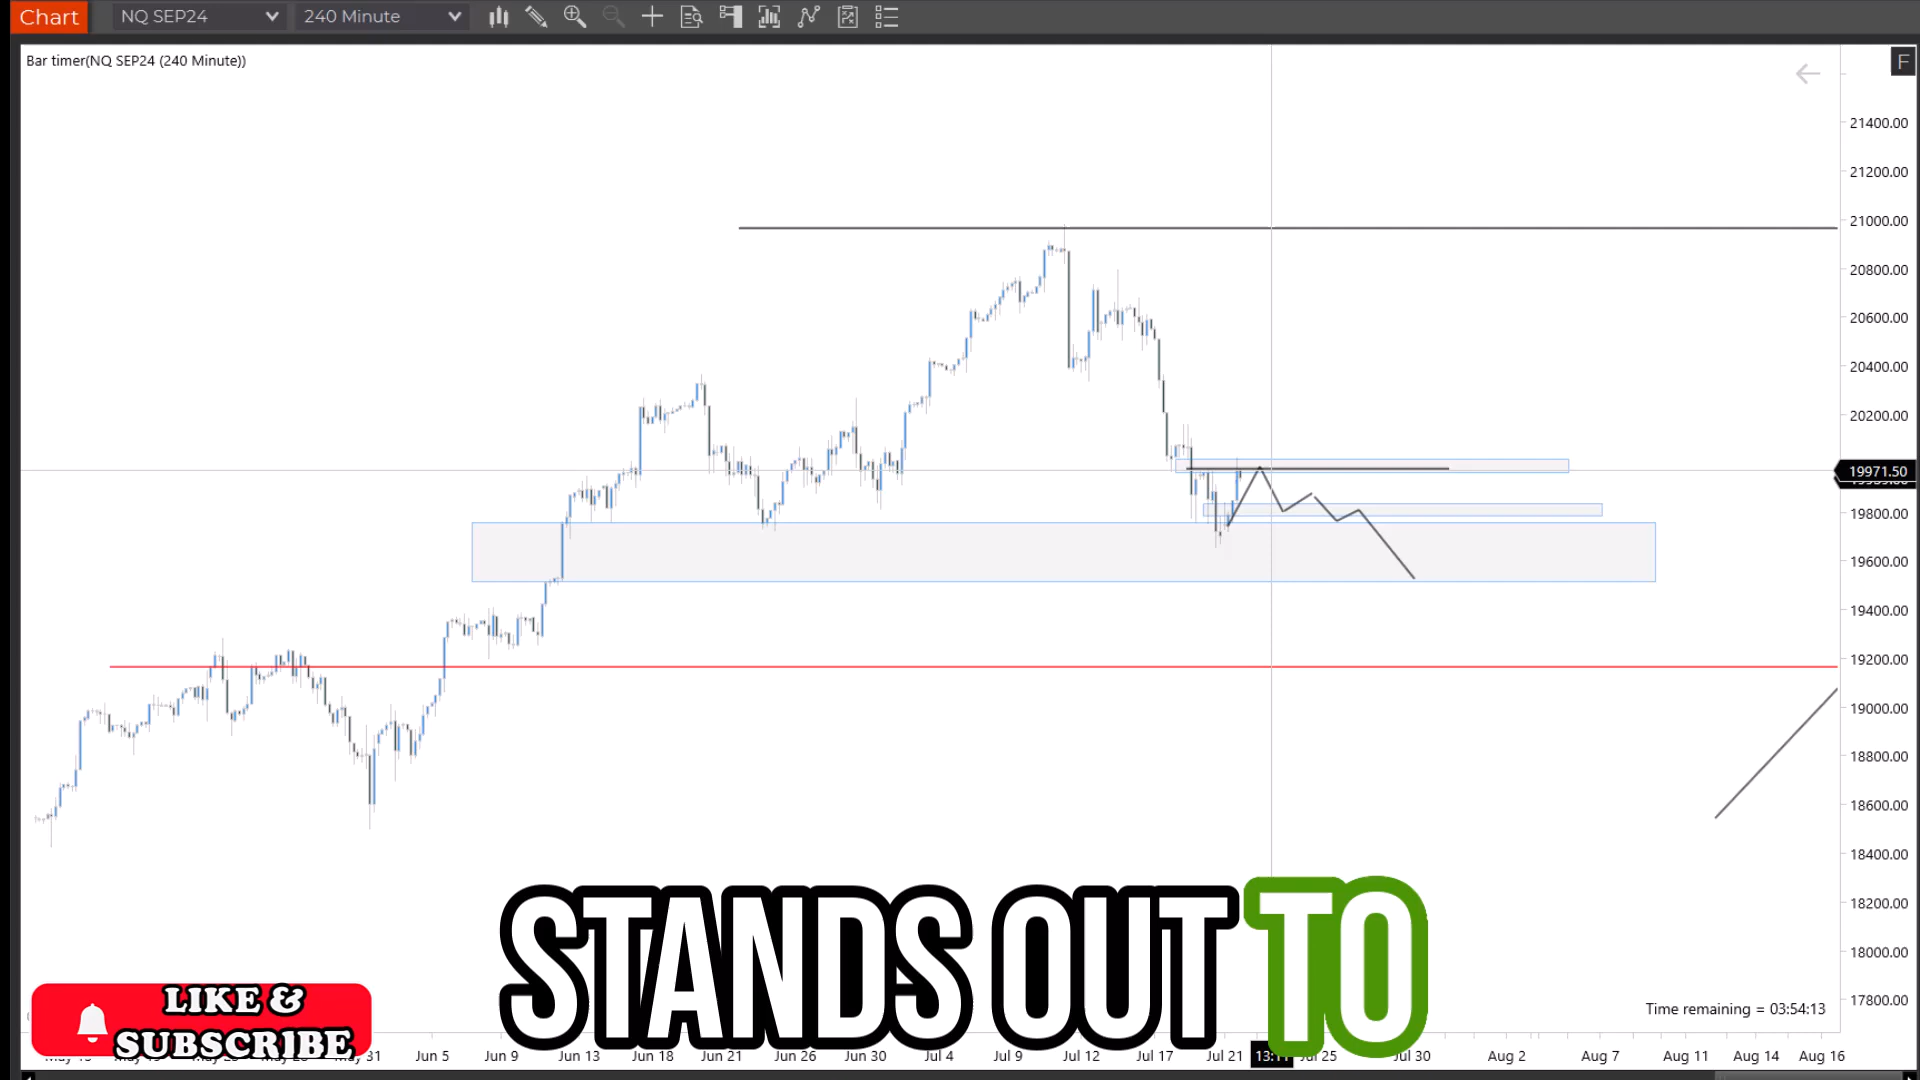 Chart NQ SEP24 240 Minute
Bar timer(NQ SEP24 (240 Minute))
F
21400.00
21200.00
21000.00
20800.00
20600.00
20400.00
20200.00
19971.50
19800.00
19600.00
19400.00
19200.00
19000.00
18800.00
18600.00
18400.00
18200.00
18000.00
17800.00
STANDS OUT TO
LIKE &
SUBSCRIBE
Time remaining = 03:54:13
Jun 5 Jun 9 Jun 13 Jun 18 Jun 21 Jun 26 Jun 30 Jul 4 Jul 9 Jul 12 Jul 17 Jul 21 Jul 25 Jul 30 Aug 2 Aug 7 Aug 11 Aug 14 Aug 16